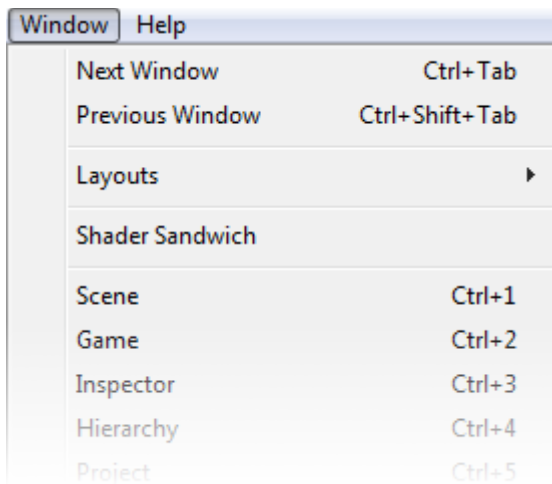 Window Help
Next Window Ctrl+Tab
Previous Window Ctrl+Shift+Tab
Layouts
Shader Sandwich
Scene Ctrl+1
Game Ctrl+2
Inspector Ctrl+3
Hierarchy Ctrl+4
Project Ctrl+5